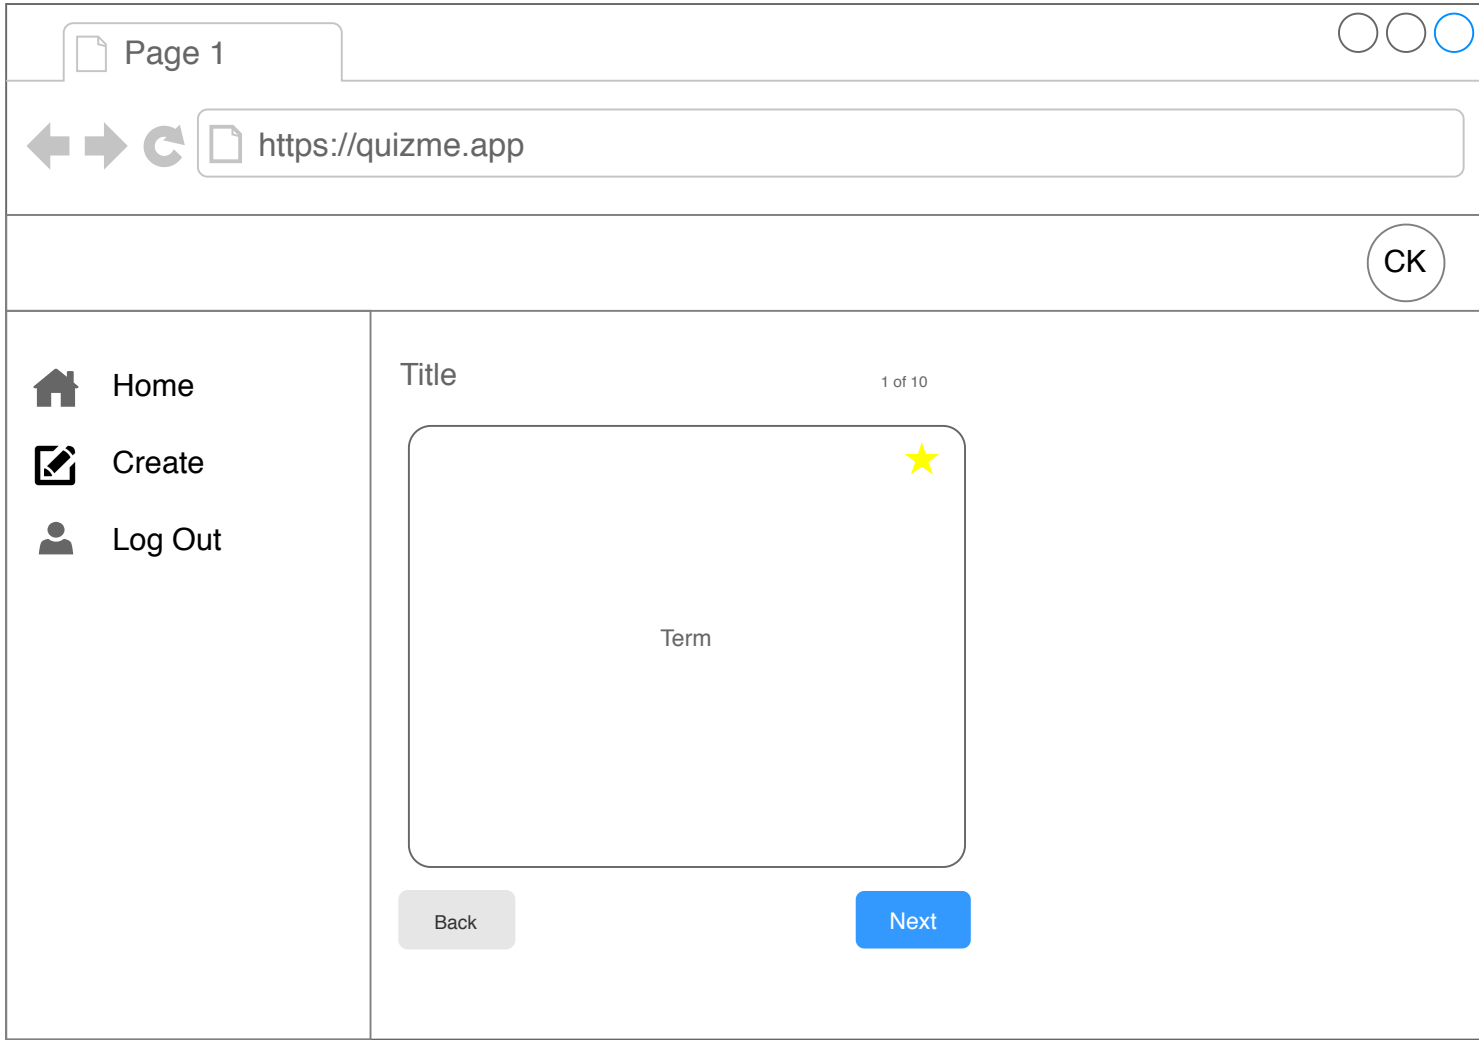 Page 1
https://quizme.app
CK
Home
Create
Log Out
Title
1 of 10
Term
Back
Next